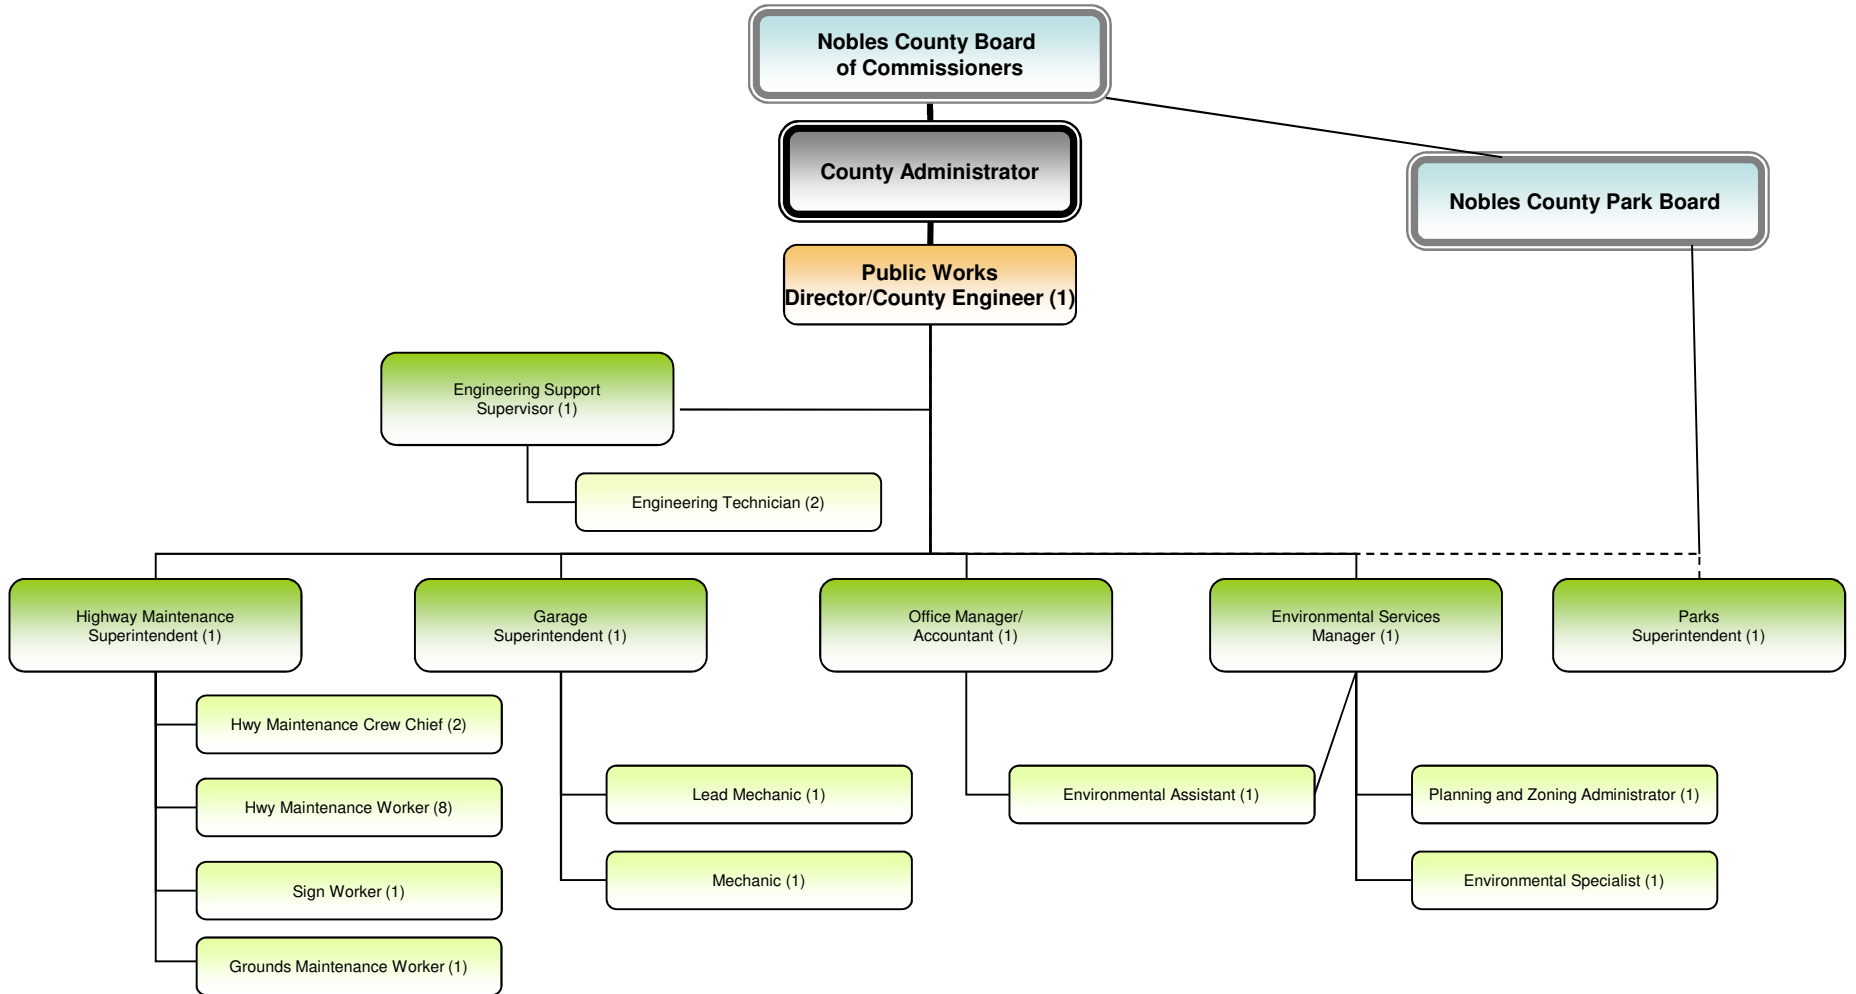 Nobles County Board
of Commissioners
County Administrator
Nobles County Park Board
Public Works
Director/County Engineer (1)
Engineering Support
Supervisor (1)
Engineering Technician (2)
Highway Maintenance
Superintendent (1)
Garage
Superintendent (1)
Office Manager/
Accountant (1)
Environmental Services
Manager (1)
Parks
Superintendent (1)
Hwy Maintenance Crew Chief (2)
Hwy Maintenance Worker (8)
Sign Worker (1)
Grounds Maintenance Worker (1)
Lead Mechanic (1)
Mechanic (1)
Environmental Assistant (1)
Planning and Zoning Administrator (1)
Environmental Specialist (1)